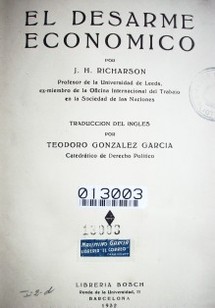 EL DESARME
ECONOMICO
POR
J. H. RICHARSON
Profesor de la Universidad de Leeds,
ex-miembro de la Oficina Internacional del Trabajo
en la Sociedad de las Naciones
TRADUCCION DEL INGLES
POR
TEODORO GONZALEZ GARCIA
Catedrático de Derecho Político
013003
13003
LIBRERIA BOSCH
Ronda de la Universidad, 11
BARCELONA
1932